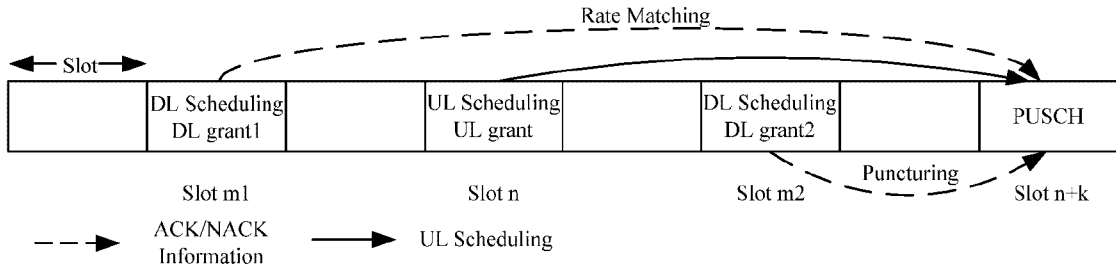 Rate Matching
Slot
DL Scheduling
DL grant1
UL Scheduling
UL grant
DL Scheduling
DL grant2
PUSCH
Puncturing
Slot m1
Slot n
Slot m2
Slot n+k
ACK/NACK
Information
UL Scheduling